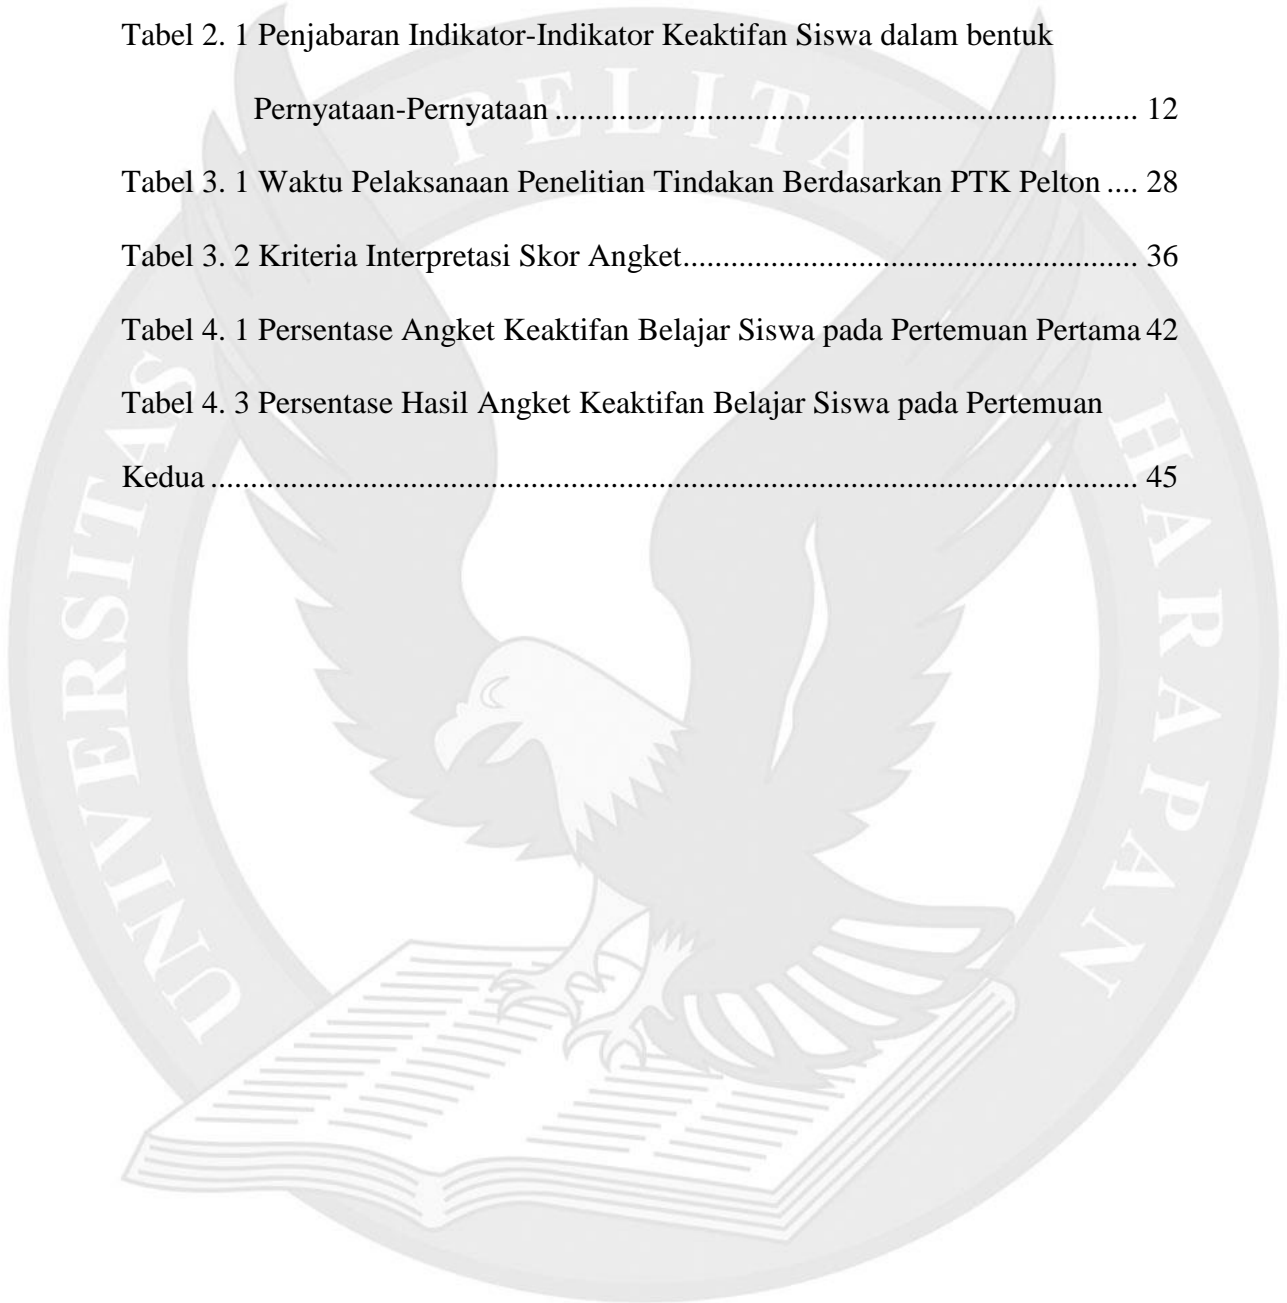 Tabel 2. 1 Penjabaran Indikator-Indikator Keaktifan Siswa dalam bentuk
Pernyataan-Pernyataan ........................................................................ 12
Tabel 3. 1 Waktu Pelaksanaan Penelitian Tindakan Berdasarkan PTK Pelton .... 28
Tabel 3. 2 Kriteria Interpretasi Skor Angket........................................................ 36
Tabel 4. 1 Persentase Angket Keaktifan Belajar Siswa pada Pertemuan Pertama 42
Tabel 4. 3 Persentase Hasil Angket Keaktifan Belajar Siswa pada Pertemuan
Kedua .................................................................................................................. 45
UNIVERSITAS PELITA HARAPAN